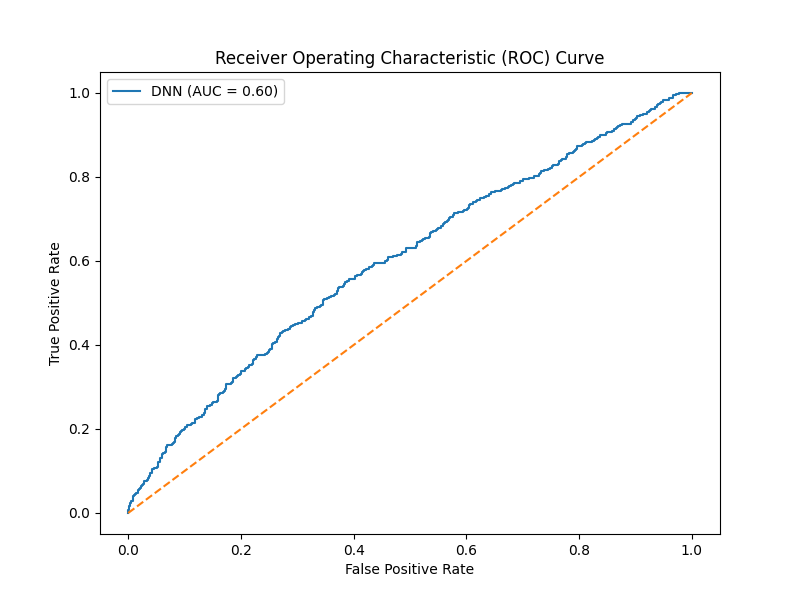 Receiver Operating Characteristic (ROC) Curve
DNN (AUC = 0.60)
1.0
0.8
0.6
0.4
0.2
0.0
True Positive Rate
0.0 0.2 0.4 0.6 0.8 1.0
False Positive Rate